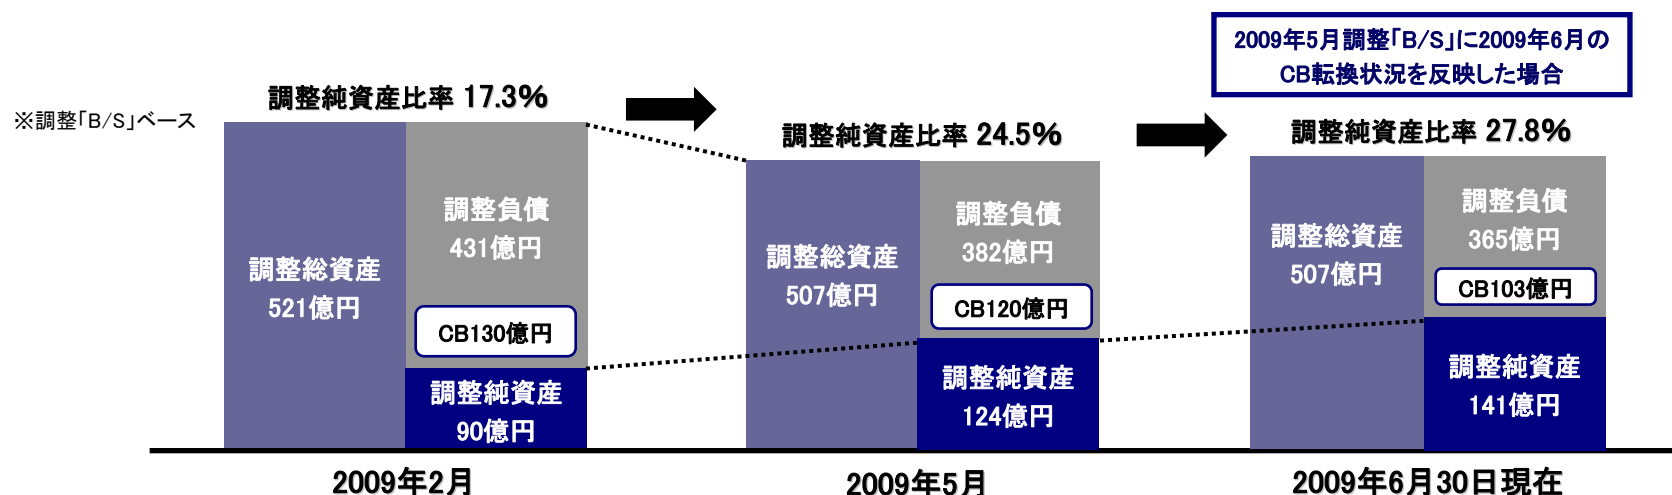 2009年5月調整「B/S」に2009年6月の
CB転換状況を反映した場合
※調整「B/S」ベース
調整純資産比率 17.3%
調整総資産
521億円
調整負債
431億円
CB130億円
調整純資産
90億円
2009年2月
調整純資産比率 24.5%
調整総資産
507億円
調整負債
382億円
CB120億円
調整純資産
124億円
2009年5月
調整純資産比率 27.8%
調整総資産
507億円
調整負債
365億円
CB103億円
調整純資産
141億円
2009年6月30日現在